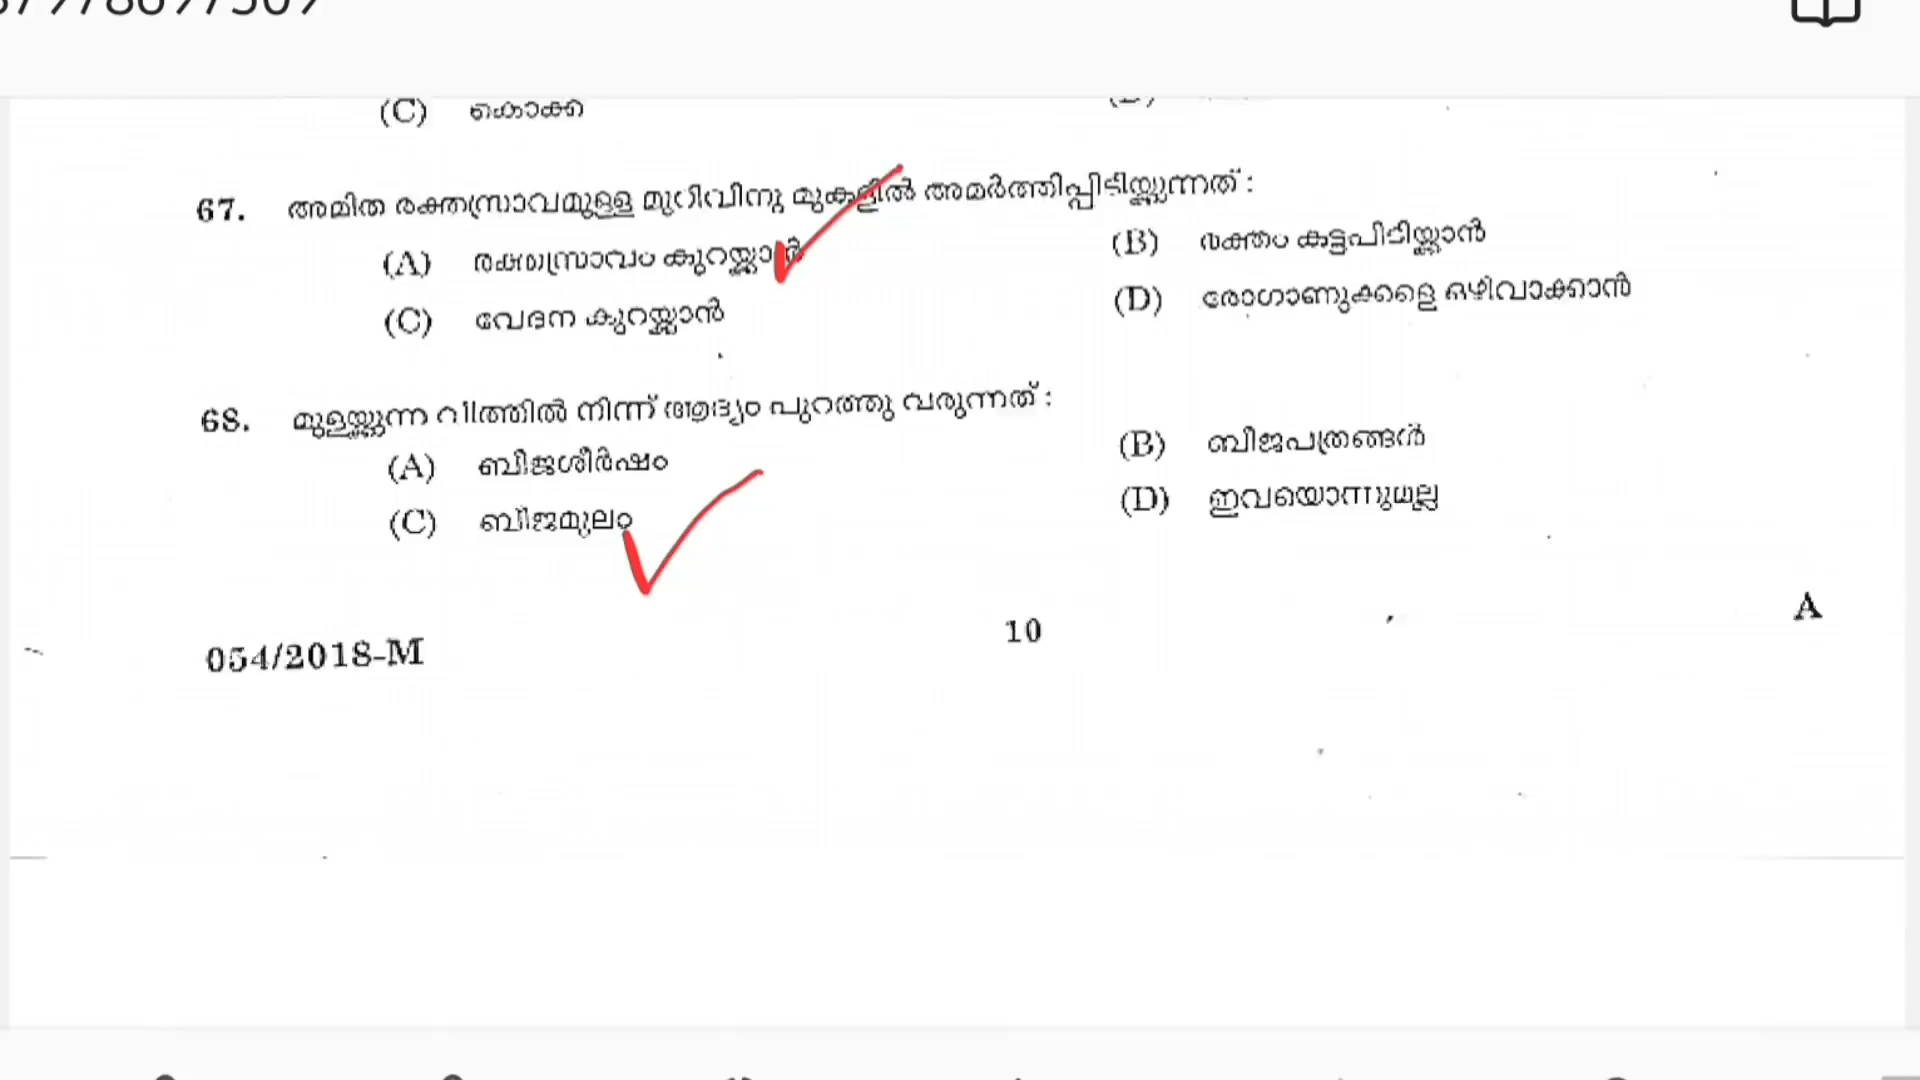 (C) കൊക്ക
67. അമിത രക്തസ്രാവമുള്ള മുറിവിനു മുകളിൽ അമർത്തിപ്പിടിയ്ക്കുന്നത് :
(A) രക്തസ്രാവം കുറയ്ക്കാൻ
(B) രക്തം കട്ടപിടിയ്ക്കാൻ
(C) വേദന കുറയ്ക്കാൻ
(D) രോഗാണുക്കളെ ഒഴിവാക്കാൻ
68. മുളയ്ക്കുന്ന വിത്തിൽ നിന്ന് ആദ്യം പുറത്തു വരുന്നത് :
(A) ബീജശീർഷം
(B) ബീജപത്രങ്ങൾ
(C) ബീജമൂലം
(D) ഇവയൊന്നുമല്ല
054/2018-M
10
A